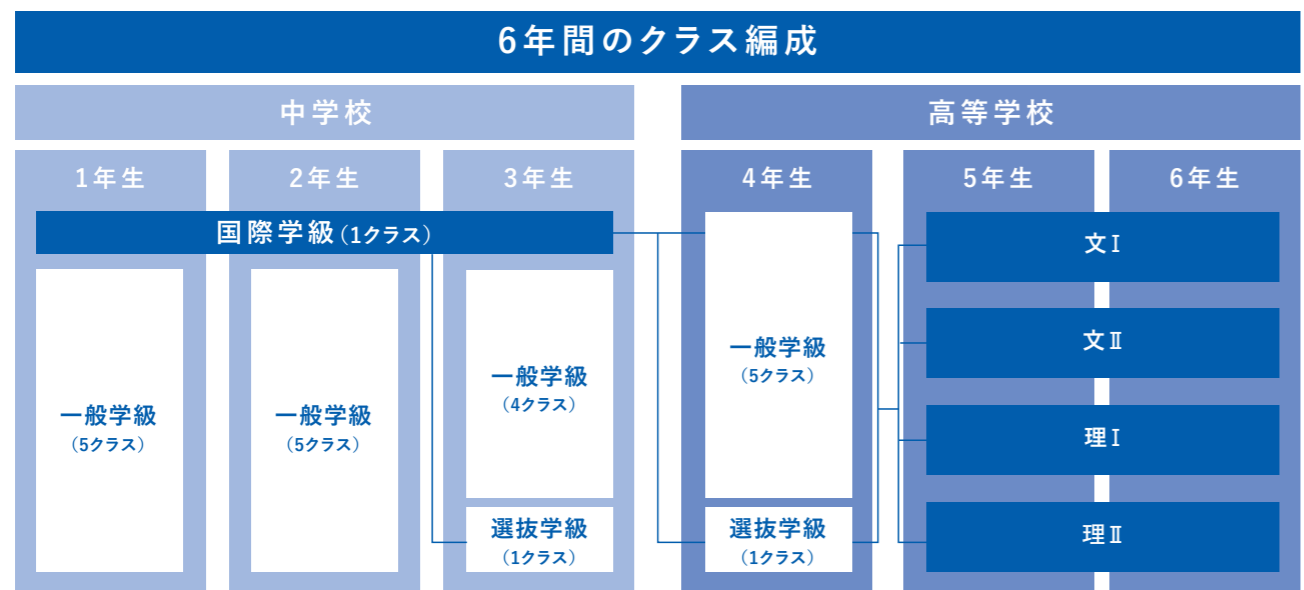 6年間のクラス編成
中学校
高等学校
1年生
2年生
3年生
4年生
5年生
6年生
国際学級（1クラス）
一般学級
（5クラス）
一般学級
（5クラス）
一般学級
（4クラス）
選抜学級
（1クラス）
一般学級
（5クラス）
選抜学級
（1クラス）
文Ⅰ
文Ⅱ
理Ⅰ
理Ⅱ